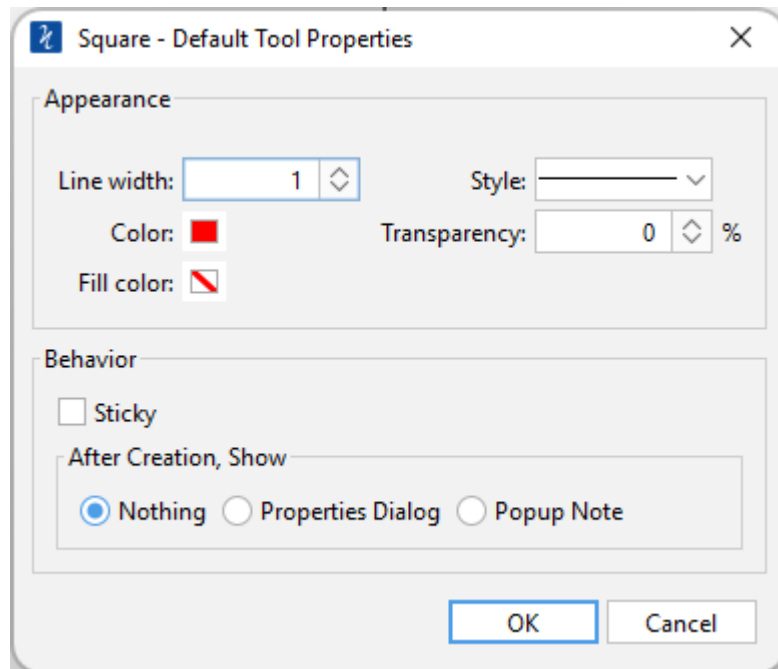 Square - Default Tool Properties
Appearance
Line width: 1 Style:
Color: Transparency: 0 %
Fill color:
Behavior
Sticky
After Creation, Show
Nothing Properties Dialog Popup Note
OK Cancel